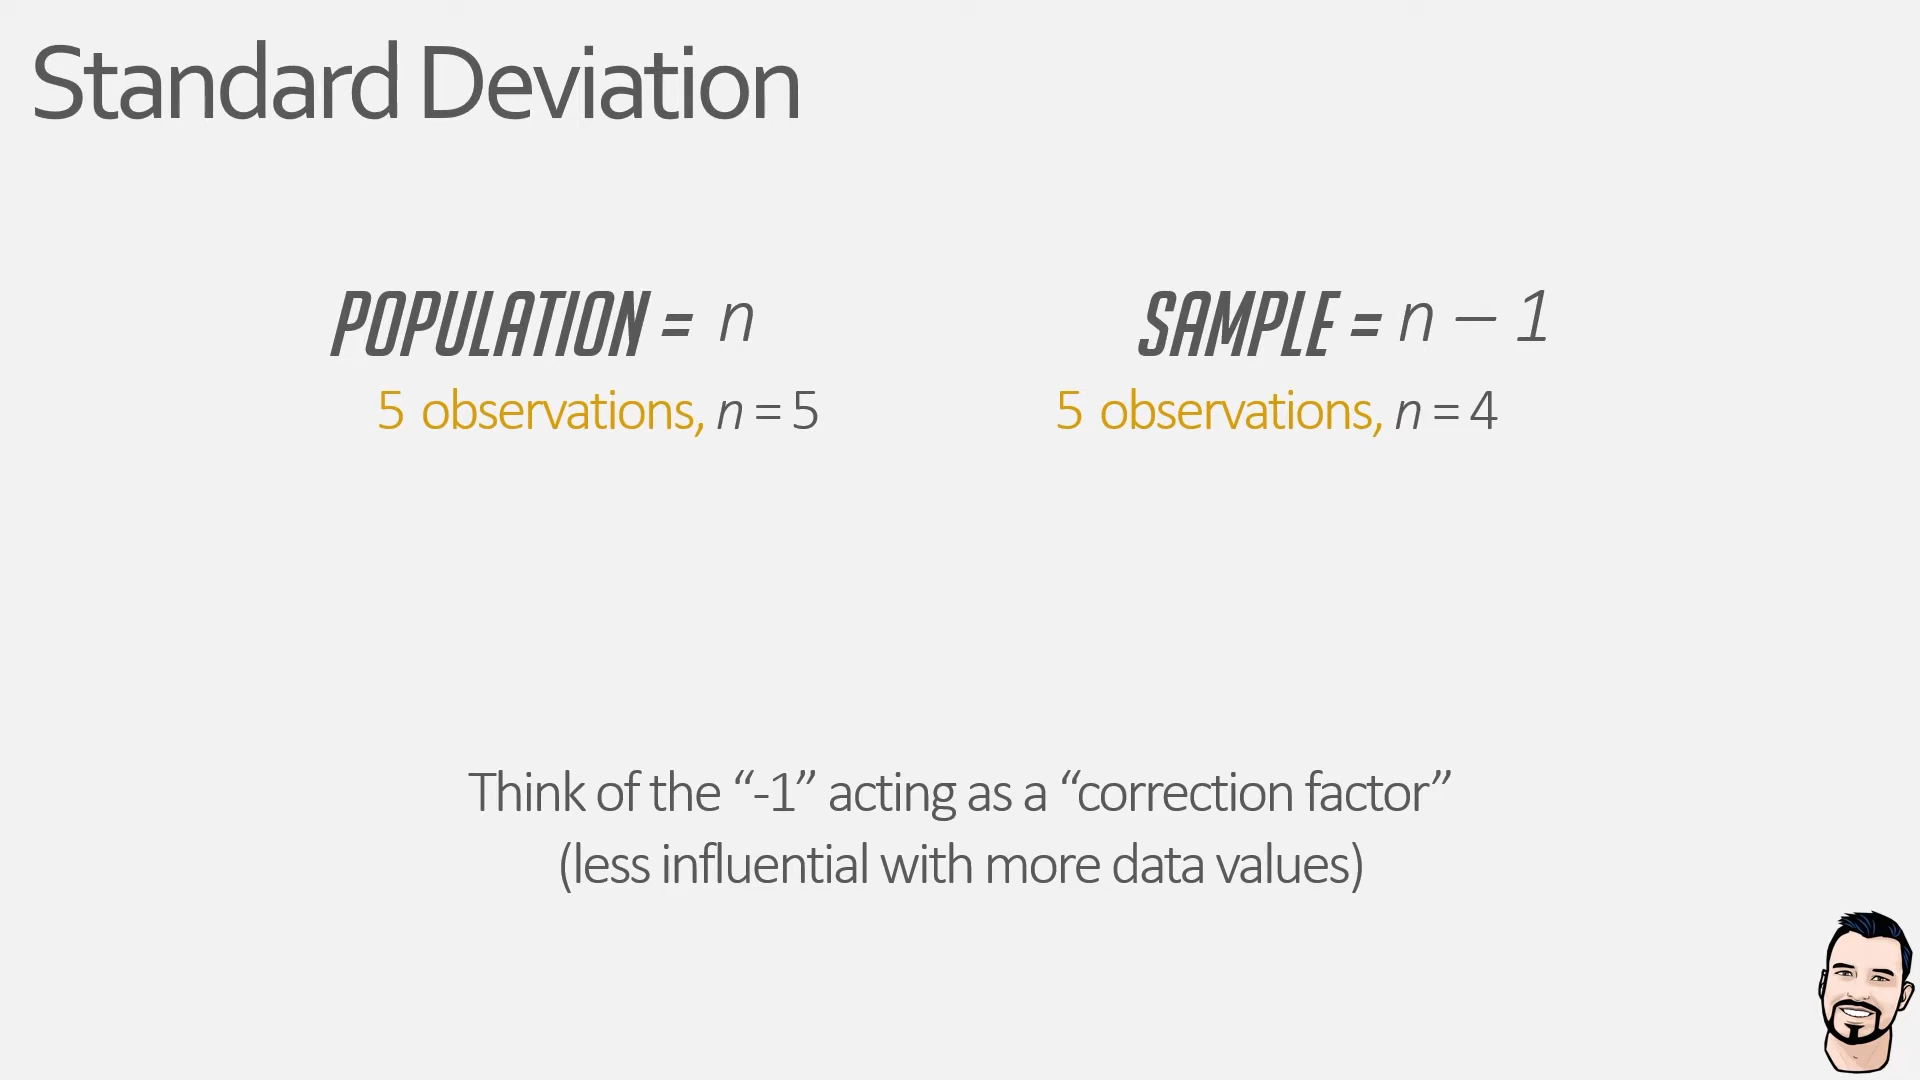 Standard Deviation
POPULATION = n
5 observations, n = 5
SAMPLE = n – 1
5 observations, n = 4
Think of the “-1” acting as a “correction factor”
(less influential with more data values)